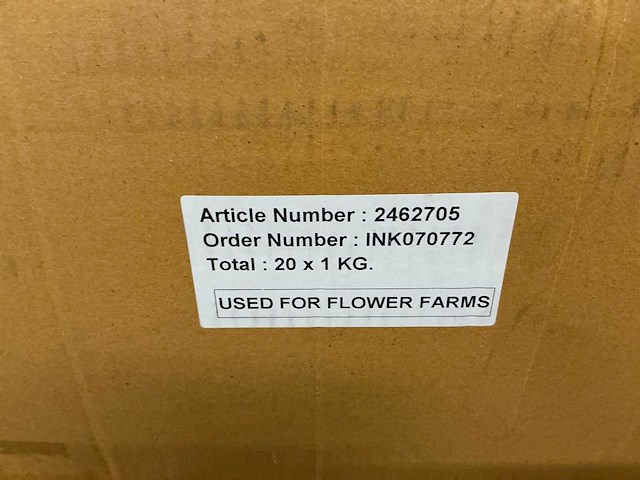 Article Number : 2462705
Order Number : INK070772
Total : 20 x 1 KG.
USED FOR FLOWER FARMS